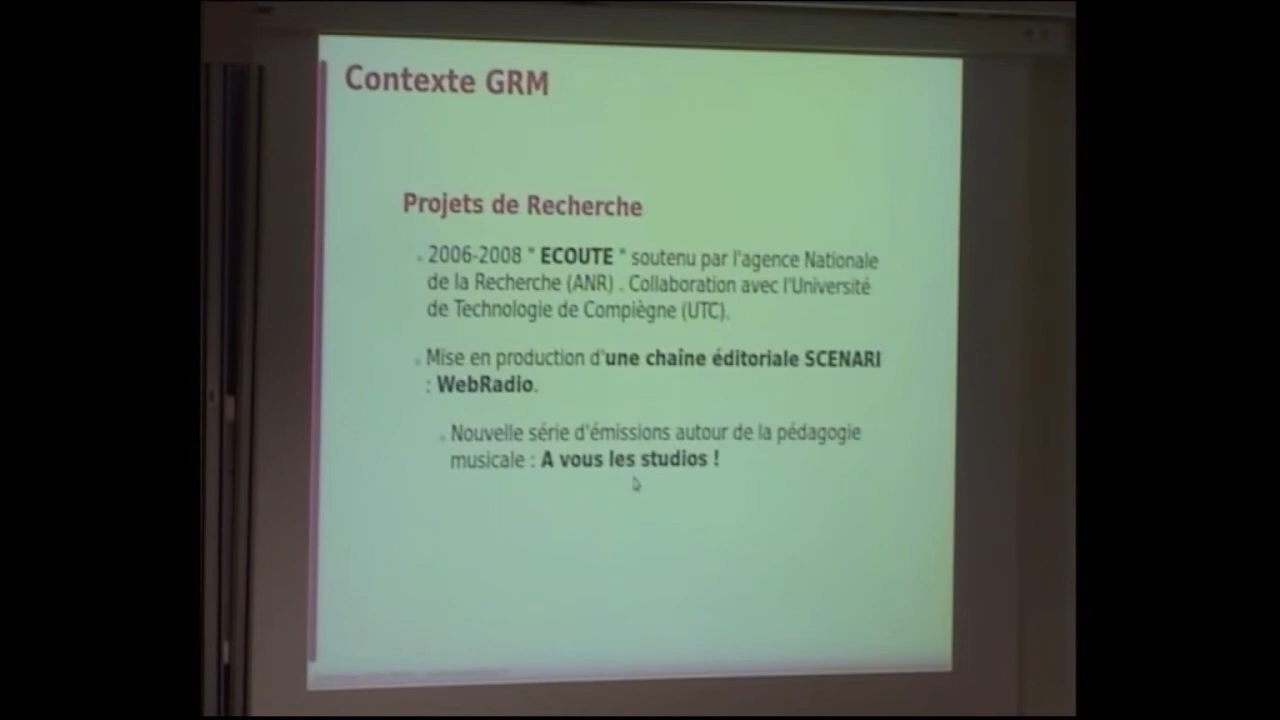 Contexte GRM
Projets de Recherche
2006-2008 " ECOUTE " soutenu par l'agence Nationale
de la Recherche (ANR) . Collaboration avec l'Université
de Technologie de Compiègne (UTC).
Mise en production d'une chaîne éditoriale SCENARI
: WebRadio.
Nouvelle série d'émissions autour de la pédagogie
musicale : A vous les studios !